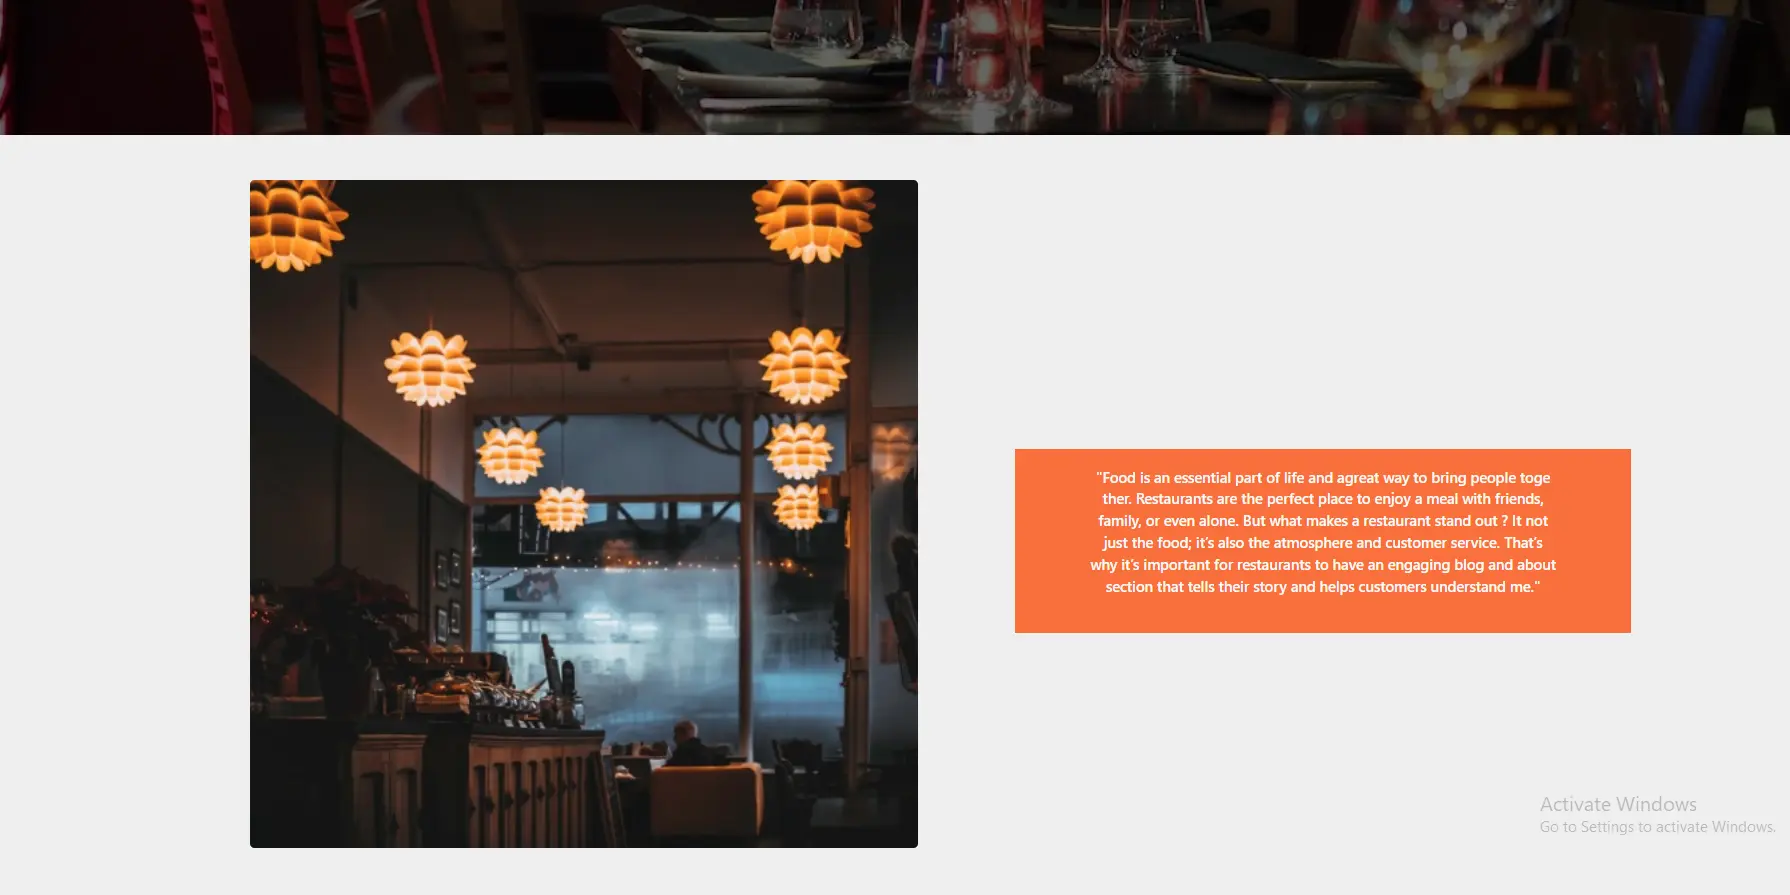 "Food is an essential part of life and agreat way to bring people toge
ther. Restaurants are the perfect place to enjoy a meal with friends,
family, or even alone. But what makes a restaurant stand out ? It not
just the food; it's also the atmosphere and customer service. That's
why it's important for restaurants to have an engaging blog and about
section that tells their story and helps customers understand me."
Activate Windows
Go to Settings to activate Windows.